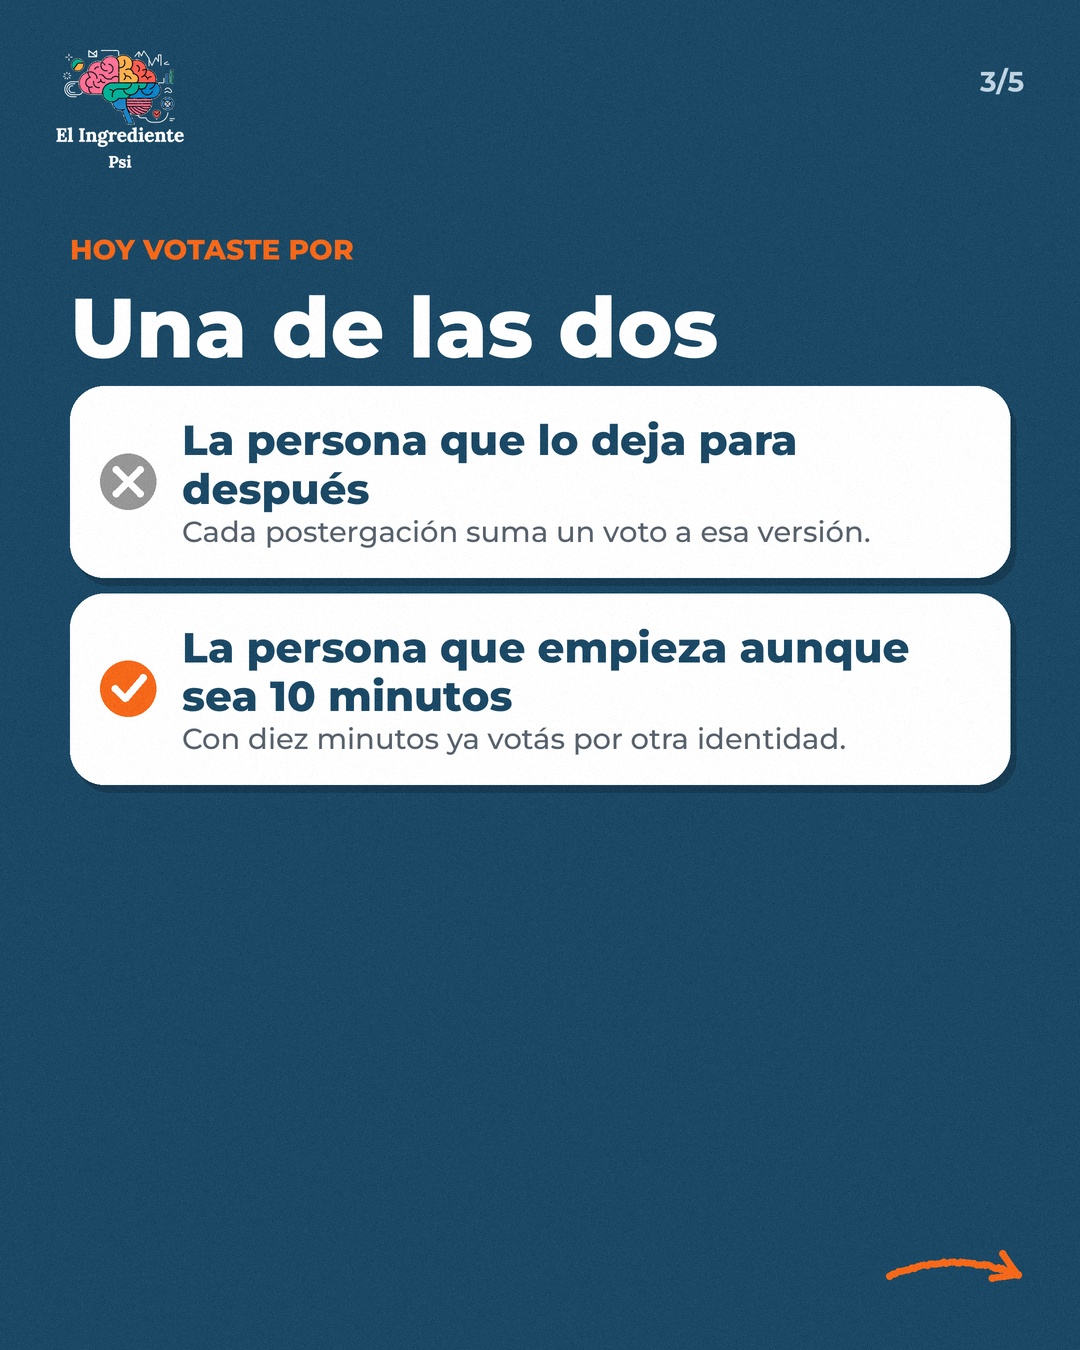 El Ingrediente
Psi
3/5
HOY VOTASTE POR
Una de las dos
La persona que lo deja para
después
Cada postergación suma un voto a esa versión.
La persona que empieza aunque
sea 10 minutos
Con diez minutos ya votás por otra identidad.